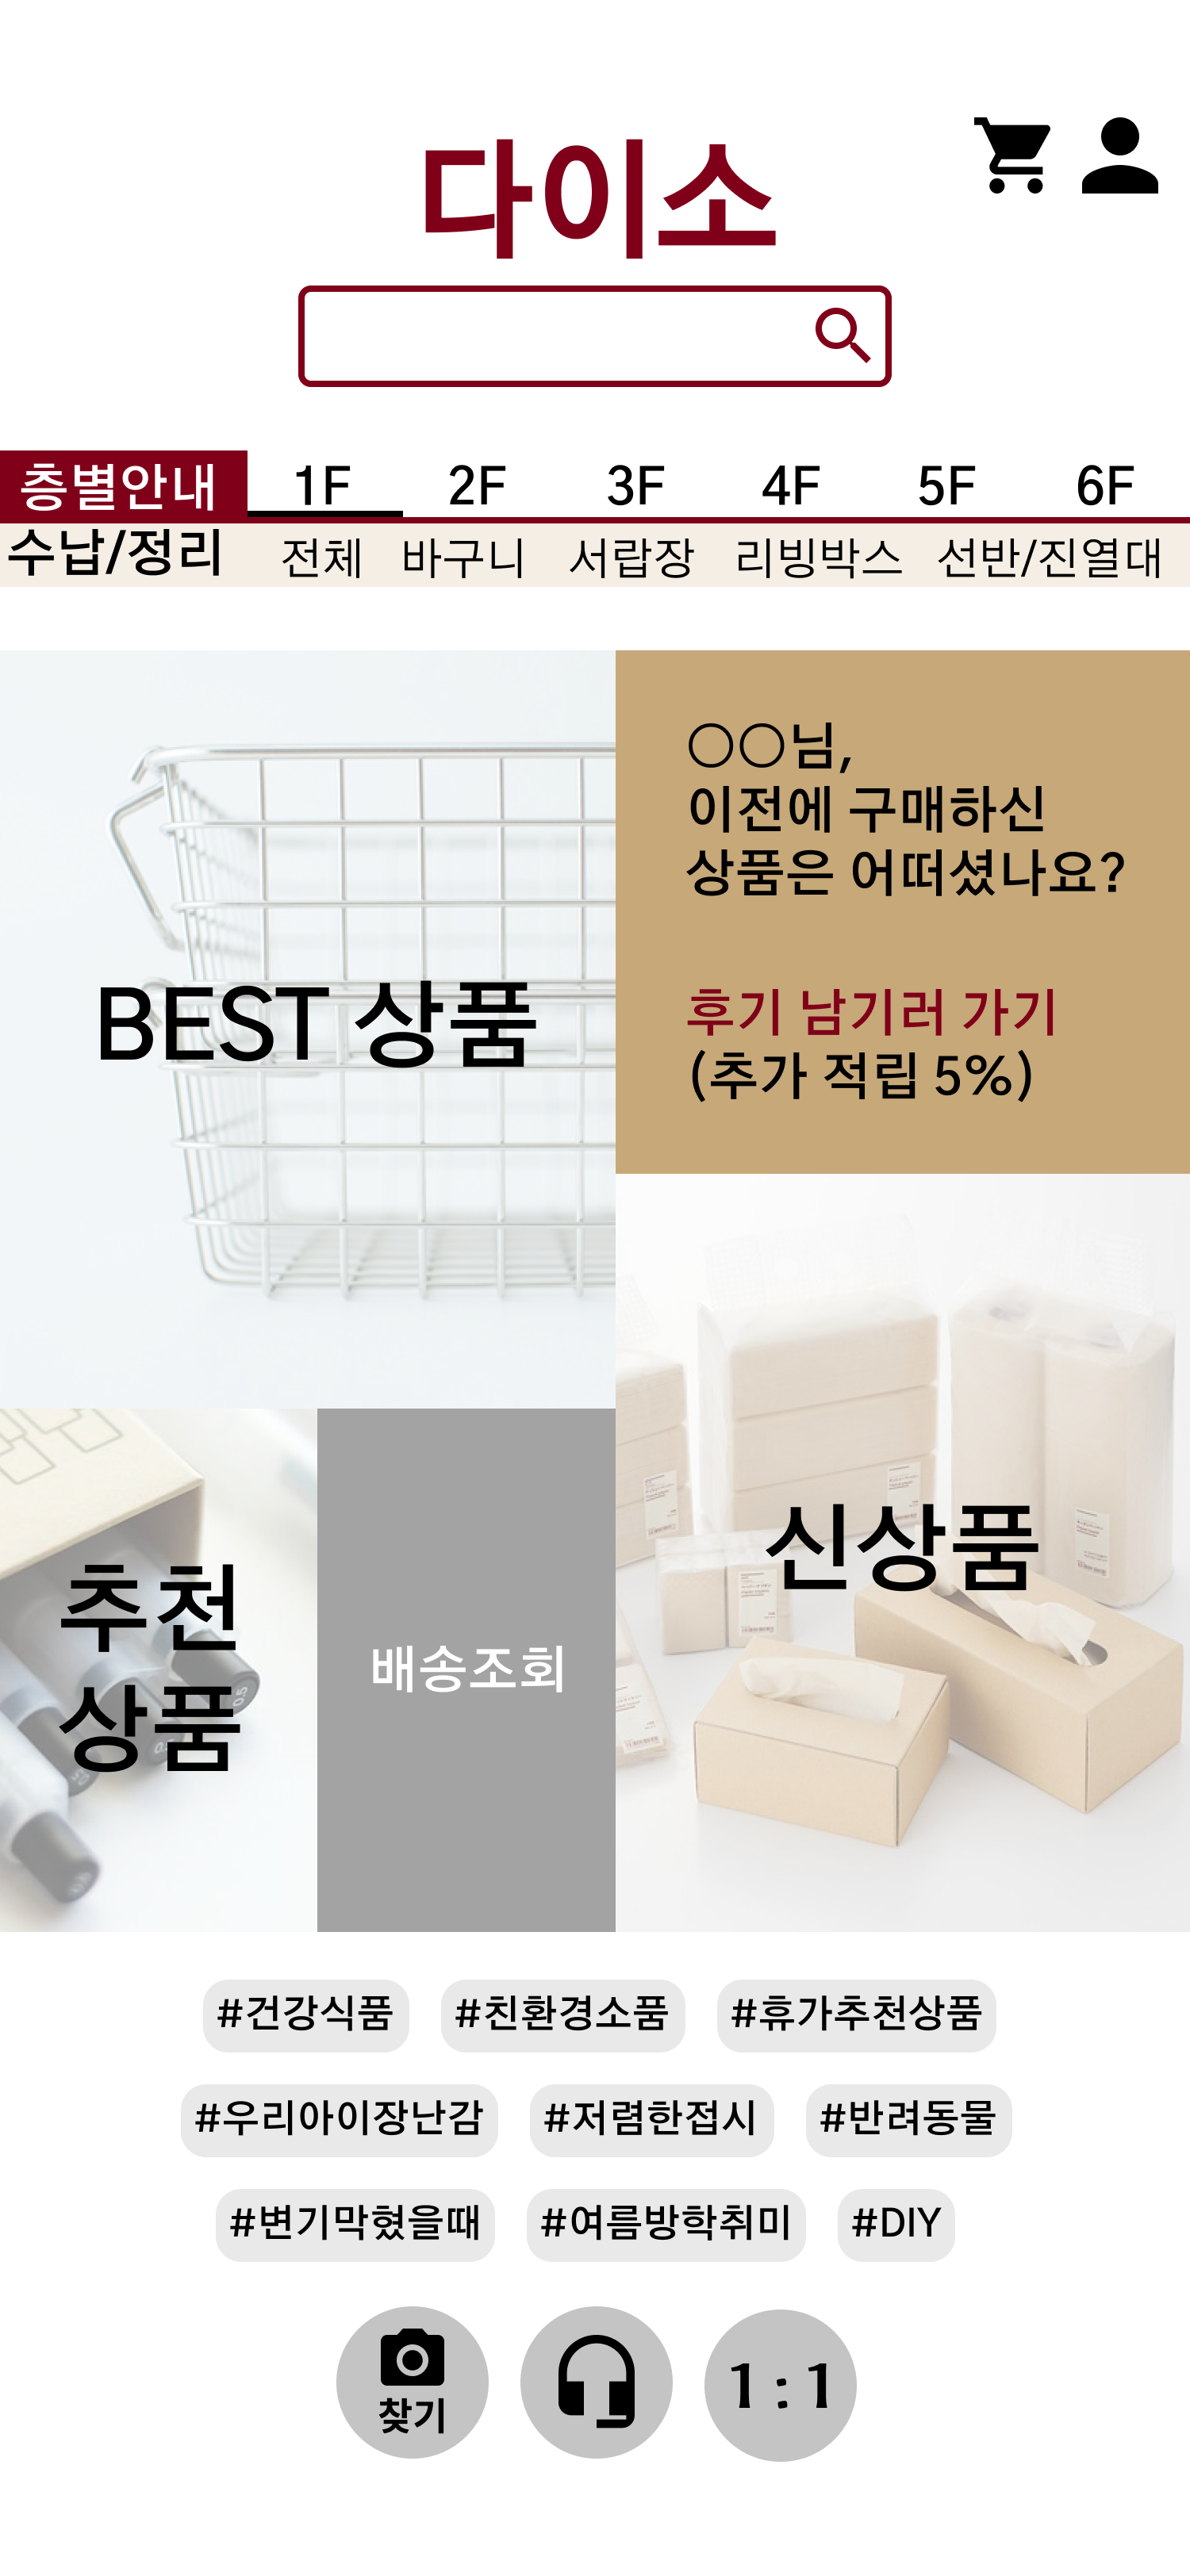 다이소
층별안내 1F 2F 3F 4F 5F 6F
수납/정리 전체 바구니 서랍장 리빙박스 선반/진열대
BEST 상품
○○님,
이전에 구매하신
상품은 어떠셨나요?
후기 남기러 가기
(추가 적립 5%)
추천
상품
배송조회
신상품
#건강식품 #친환경소품 #휴가추천상품
#우리아이장난감 #저렴한접시 #반려동물
#변기막혔을때 #여름방학취미 #DIY
찾기
1 : 1